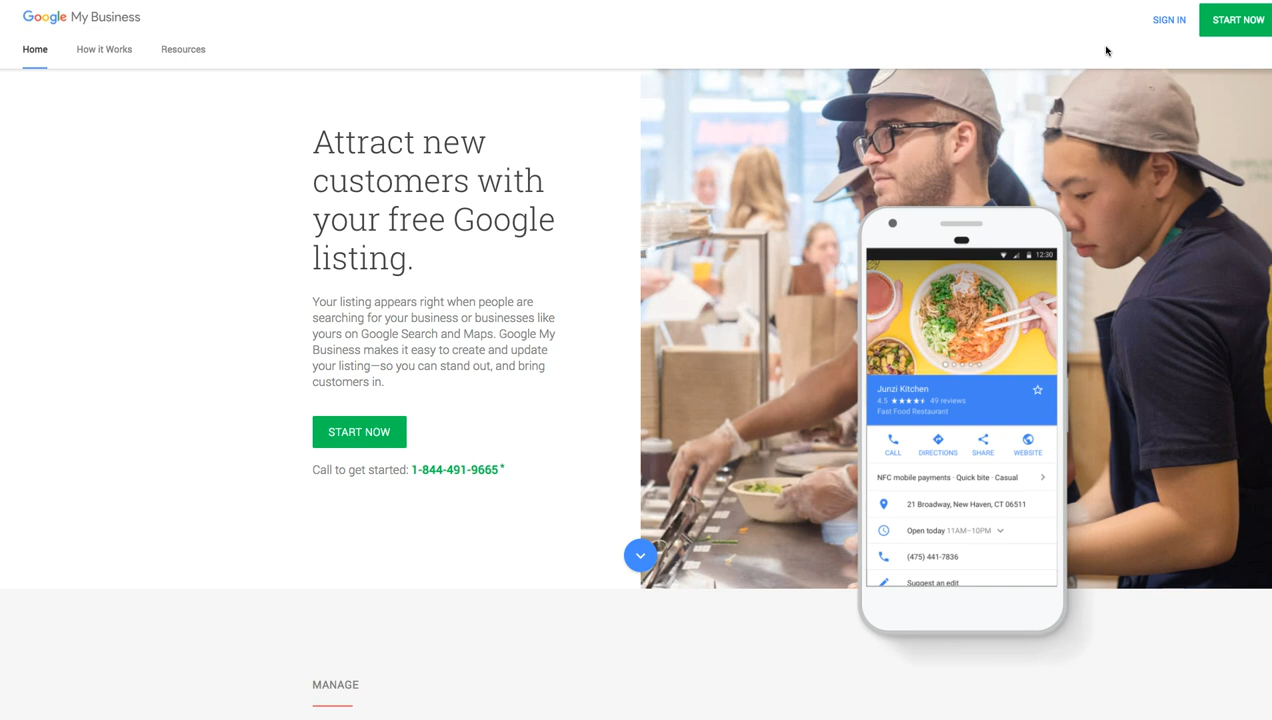 Google My Business
SIGN IN
START NOW
Home
How it Works
Resources
Attract new
customers with
your free Google
listing.
Your listing appears right when people are
searching for your business or businesses like
yours on Google Search and Maps. Google My
Business makes it easy to create and update
your listing—so you can stand out, and bring
customers in.
START NOW
Call to get started: 1-844-491-9665*
12:30
Junzi Kitchen
4.5 ★★★★★ 49 reviews
Fast Food Restaurant
CALL
DIRECTIONS
SHARE
WEBSITE
NFC mobile payments · Quick bite · Casual
21 Broadway, New Haven, CT 06511
Open today 11AM–10PM
(475) 441-7836
Suggest an edit
MANAGE